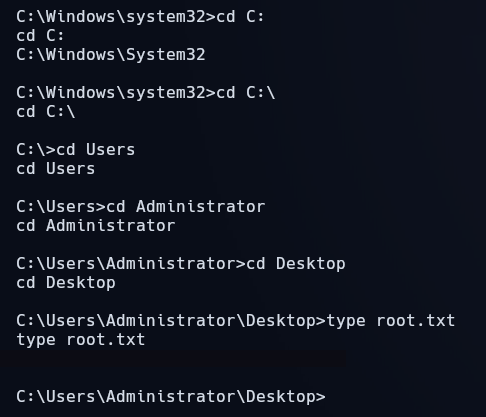 C:\Windows\system32>cd C:
cd C:
C:\Windows\System32
C:\Windows\system32>cd C:\
cd C:\
C:\>cd Users
cd Users
C:\Users>cd Administrator
cd Administrator
C:\Users\Administrator>cd Desktop
cd Desktop
C:\Users\Administrator\Desktop>type root.txt
type root.txt
C:\Users\Administrator\Desktop>